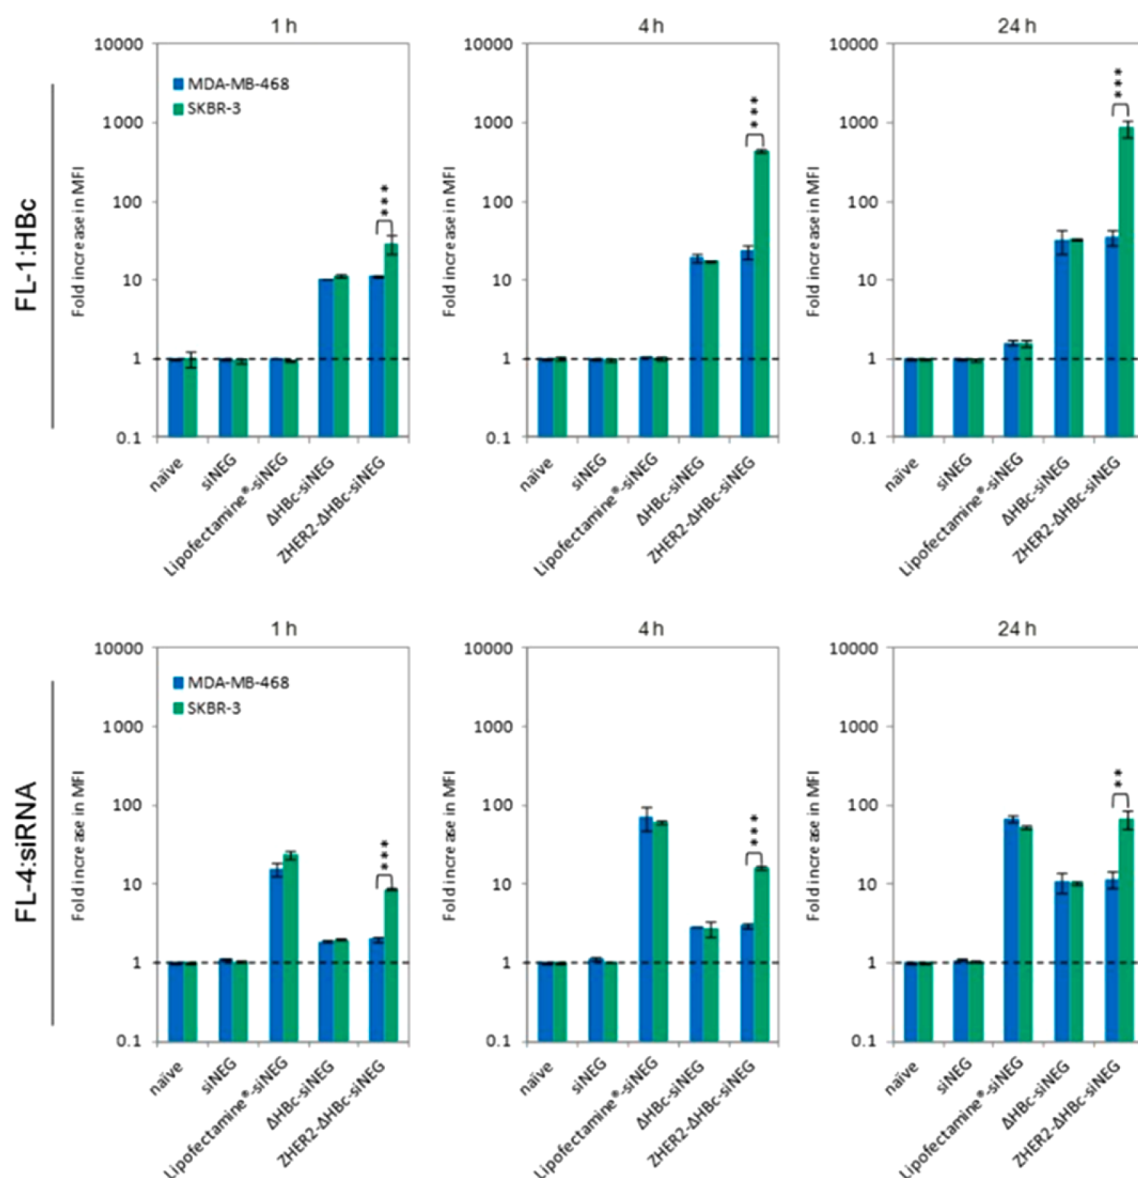 FL-1:HBc
1 h
10000
1000
100
10
1
0.1
Fold increase in MFI
MDA-MB-468
SKBR-3
***
naïve
siNEG
Lipofectamine®-siNEG
ΔHBc-siNEG
ZHER2-ΔHBc-siNEG
4h
10000
1000
100
10
1
0.1
Fold increase in MFI
***
naïve
siNEG
Lipofectamine®-siNEG
ΔHBc-siNEG
ZHER2-ΔHBc-siNEG
24 h
10000
1000
100
10
1
0.1
Fold increase in MFI
***
naïve
siNEG
Lipofectamine®-siNEG
ΔHBc-siNEG
ZHER2-ΔHBc-siNEG
FL-4:siRNA
1 h
10000
1000
100
10
1
0.1
Fold increase in MFI
MDA-MB-468
SKBR-3
***
naïve
siNEG
Lipofectamine®-siNEG
ΔHBc-siNEG
ZHER2-ΔHBc-siNEG
4 h
10000
1000
100
10
1
0.1
Fold increase in MFI
***
naïve
siNEG
Lipofectamine®-siNEG
ΔHBc-siNEG
ZHER2-ΔHBc-siNEG
24 h
10000
1000
100
10
1
0.1
Fold increase in MFI
**
naïve
siNEG
Lipofectamine®-siNEG
ΔHBc-siNEG
ZHER2-ΔHBc-siNEG